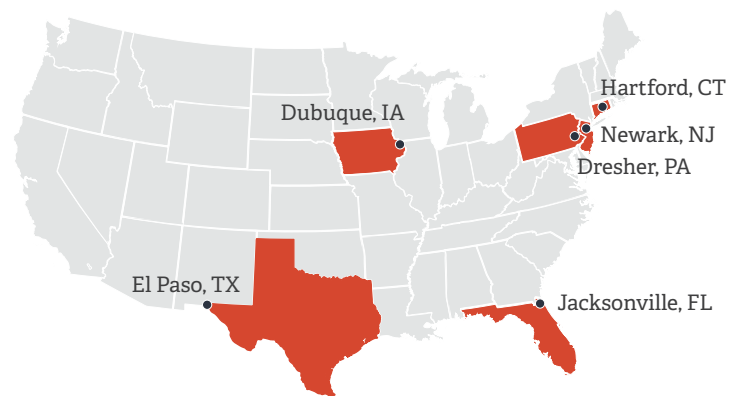 Hartford, CT
Dubuque, IA
Newark, NJ
Dresher, PA
El Paso, TX
Jacksonville, FL